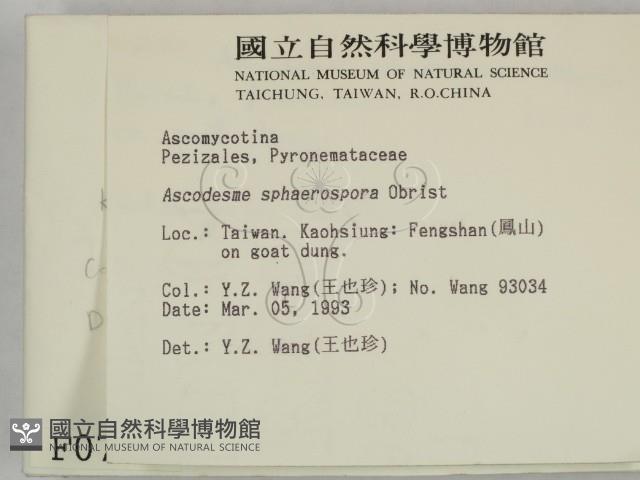 國立自然科學博物館
NATIONAL MUSEUM OF NATURAL SCIENCE
TAICHUNG, TAIWAN, R.O.CHINA
Ascomycotina
Pezizales, Pyronemataceae
Ascodesme sphaerospora Obrist
Loc.: Taiwan. Kaohsiung: Fengshan(鳳山)
on goat dung.
Col.: Y.Z. Wang(王也珍); No. Wang 93034
Date: Mar. 05, 1993
Det.: Y.Z. Wang(王也珍)
國立自然科學博物館
NATIONAL MUSEUM OF NATURAL SCIENCE